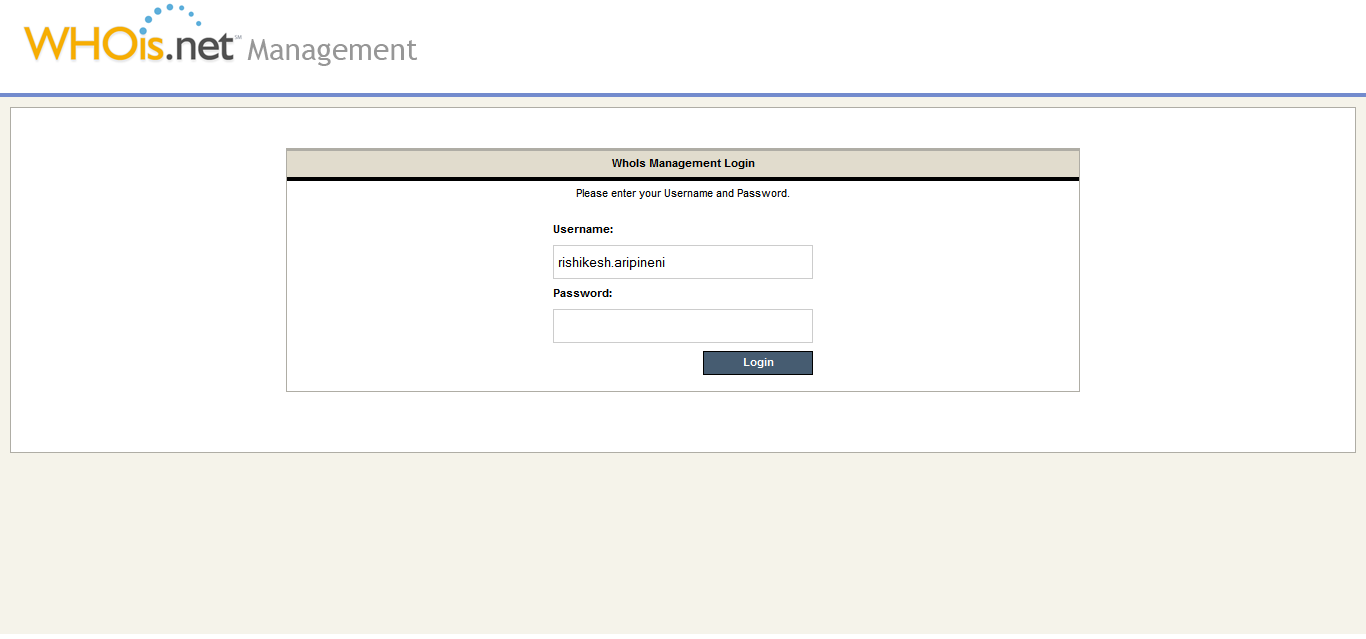 WHOis.net℠ Management
WhoIs Management Login
Please enter your Username and Password.
Username:
rishikesh.aripineni
Password:
Login